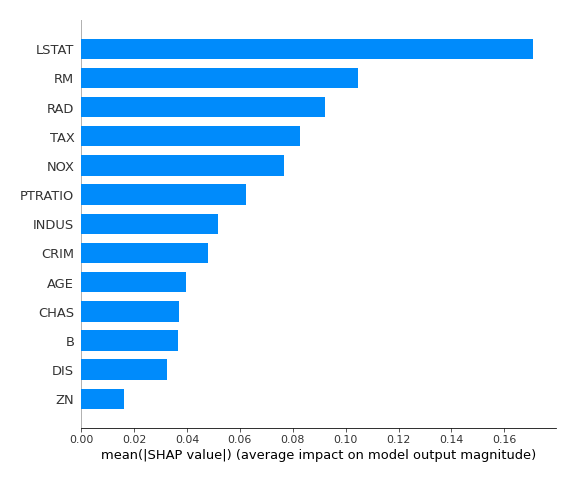 LSTAT
RM
RAD
TAX
NOX
PTRATIO
INDUS
CRIM
AGE
CHAS
B
DIS
ZN
0.00 0.02 0.04 0.06 0.08 0.10 0.12 0.14 0.16
mean(|SHAP value|) (average impact on model output magnitude)